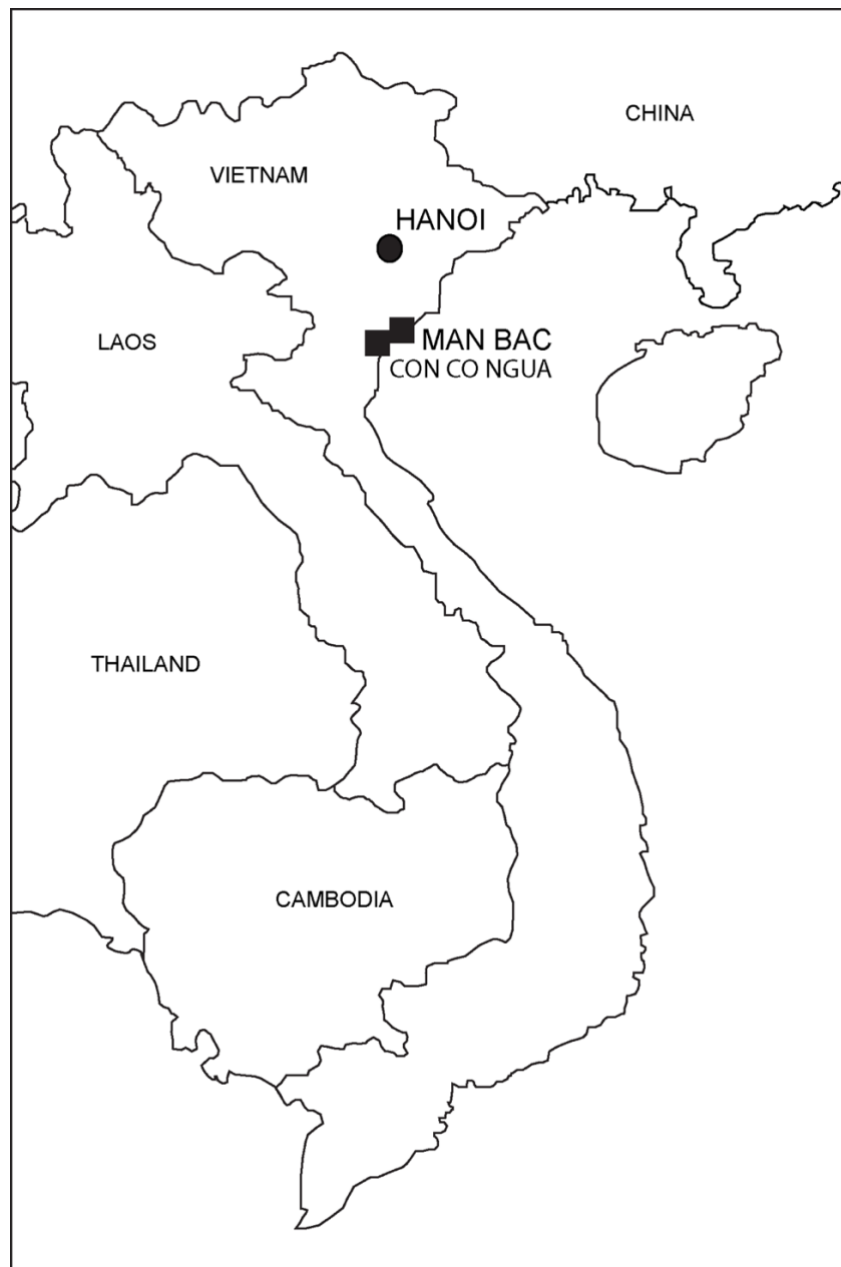 CHINA
VIETNAM
HANOI
LAOS
MAN BAC
CON CO NGUA
THAILAND
CAMBODIA